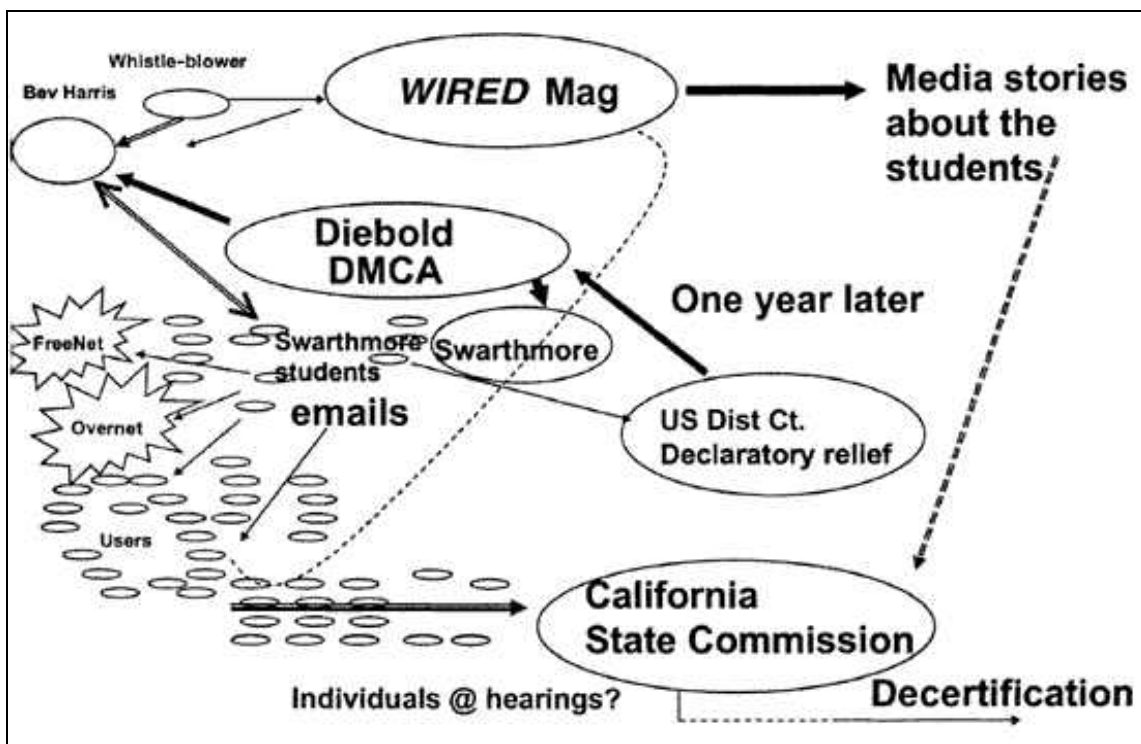 Whistle-blower
Bev Harris
WIRED Mag
Media stories
about the
students
Diebold
DMCA
One year later
FreeNet
Swarthmore
students
emails
Swarthmore
Overnet
US Dist Ct.
Declaratory relief
Users
California
State Commission
Individuals @ hearings?
Decertification